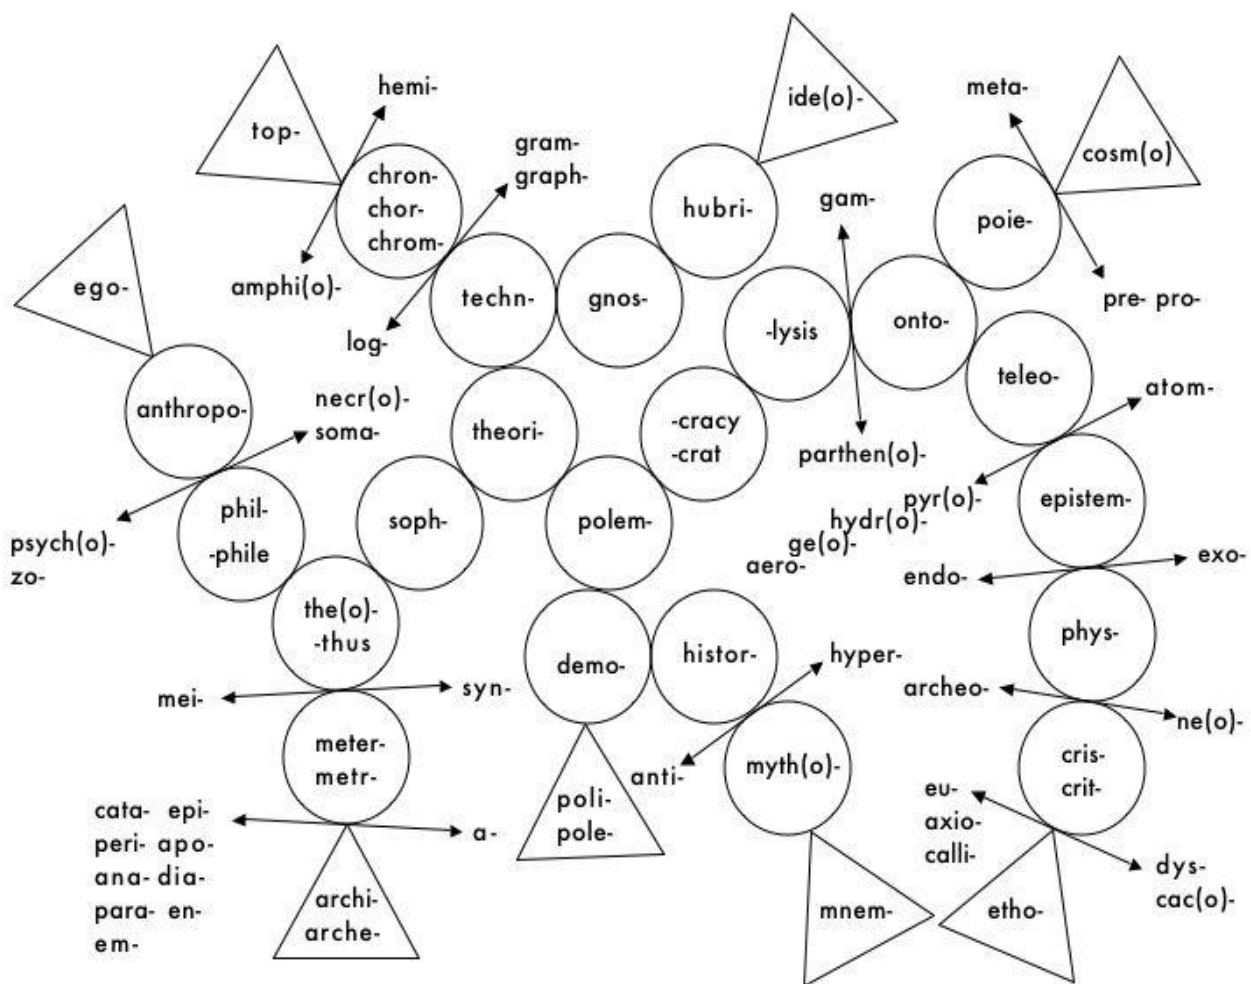 ide(o)-
hemi-
meta-
top-
gram-
graph-
cosm(o)
chron-
chor-
chrom-
hubri-
gam-
poie-
ego-
amphi(o)-
techn-
gnos-
pre- pro-
log-
-lysis
onto-
teleo-
atom-
anthropo-
necr(o)-
soma-
theori-
-cracy
-crat
parthen(o)-
pyr(o)-
epistem-
phil-
-phile
soph-
polem-
hydr(o)-
ge(o)-
aero-
psych(o)-
zo-
endo-
exo-
the(o)-
-thus
demo-
histor-
hyper-
phys-
mei-
syn-
archeo-
ne(o)-
meter-
metr-
anti-
myth(o)-
cris-
crit-
poli-
pole-
eu-
axio-
calli-
cata- epi-
peri- apo-
ana- dia-
para- en-
em-
a-
dys-
cac(o)-
archi-
arche-
mnem-
etho-